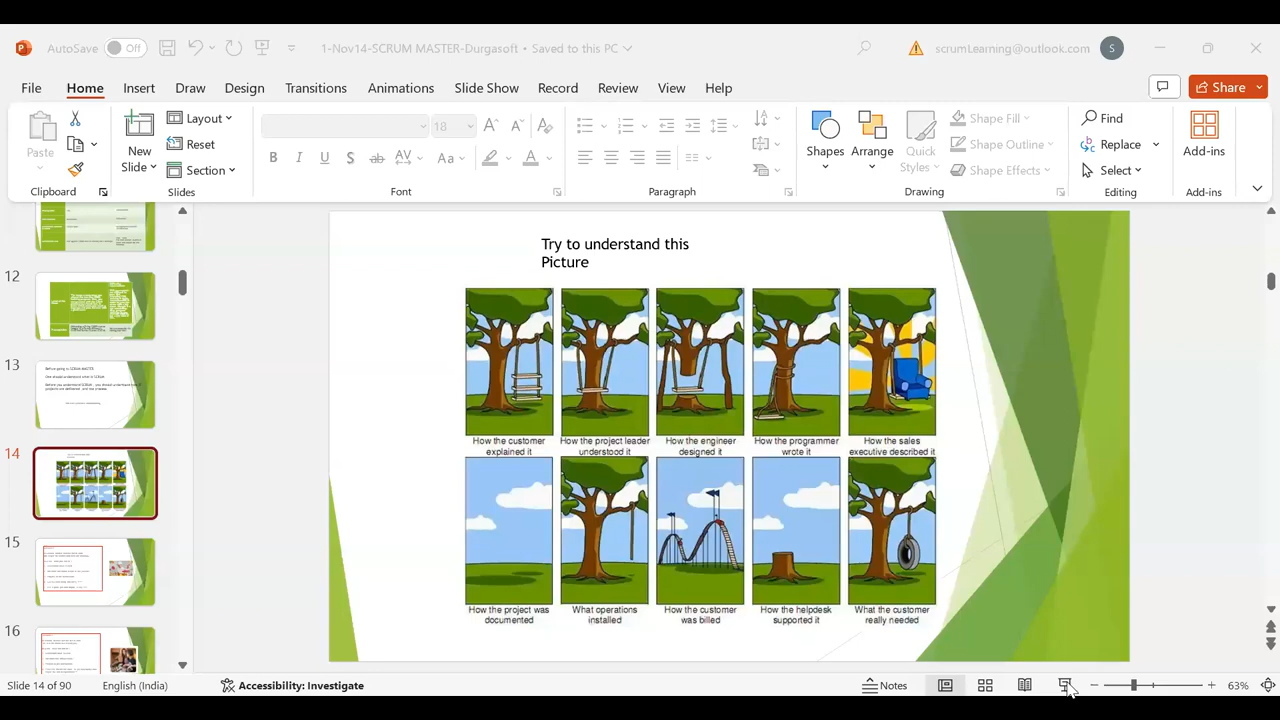 AutoSave Off 1-Nov14-SCRUM MASTER-Durgasoft • Saved to this PC scrumLearning@outlook.com S
File Home Insert Draw Design Transitions Animations Slide Show Record Review View Help Share
Paste
New
Slide
Layout
Reset
Section
18
B I U S ab AV Aa A
Shapes
Arrange
Quick
Styles
Shape Fill
Shape Outline
Shape Effects
Find
Replace
Select
Add-ins
Clipboard Slides Font Paragraph Drawing Editing Add-ins
12
13
14
15
16
Try to understand this
Picture
How the customer
explained it
How the project leader
understood it
How the engineer
designed it
How the programmer
wrote it
How the sales
executive described it
How the project was
documented
What operations
installed
How the customer
was billed
How the helpdesk
supported it
What the customer
really needed
Slide 14 of 90 English (India) Accessibility: Investigate Notes 63%